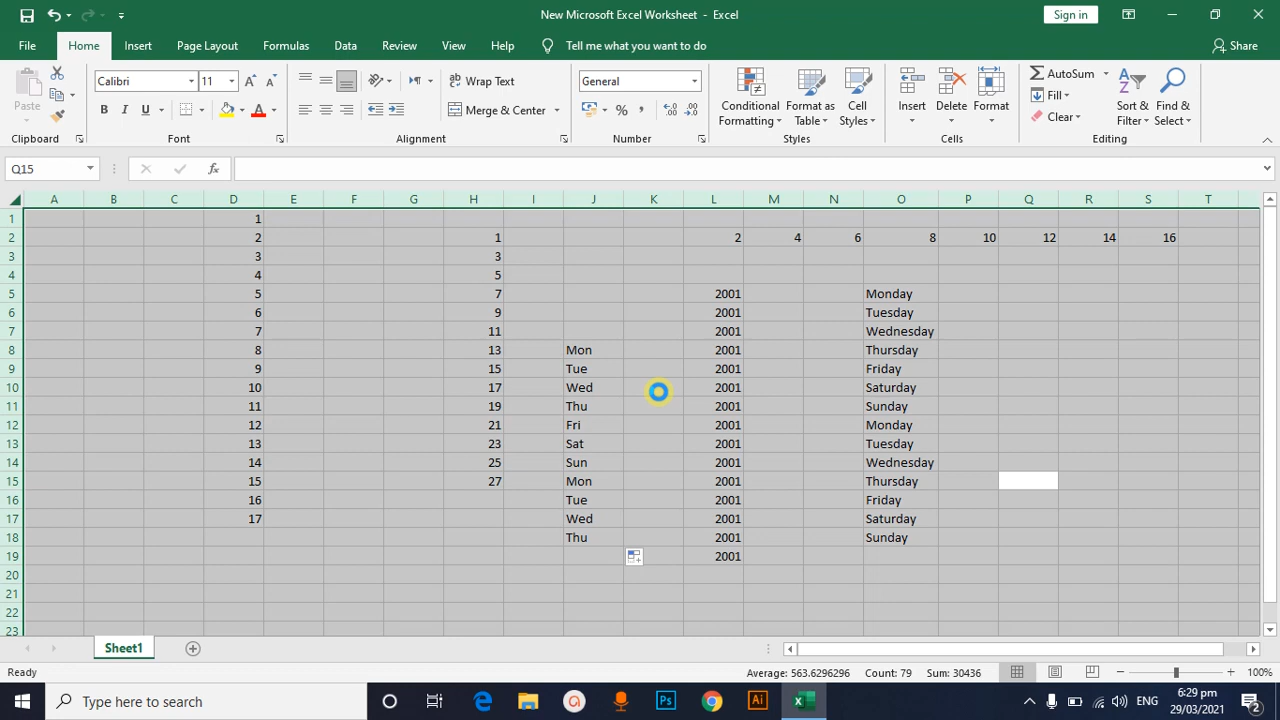 New Microsoft Excel Worksheet - Excel
Sign in
File Home Insert Page Layout Formulas Data Review View Help Tell me what you want to do Share
Paste
Calibri 11
B I U A
Wrap Text
Merge & Center
General
Conditional Formatting
Format as Table
Cell Styles
Insert
Delete
Format
AutoSum
Fill
Clear
Sort & Filter
Find & Select
Clipboard Font Alignment Number Styles Cells Editing
Q15 fx
A B C D E F G H I J K L M N O P Q R S T
1 1
2 2 1 2 4 6 8 10 12 14 16
3 3 3
4 4 5
5 5 7 2001 Monday
6 6 9 2001 Tuesday
7 7 11 2001 Wednesday
8 8 13 Mon 2001 Thursday
9 9 15 Tue 2001 Friday
10 10 17 Wed 2001 Saturday
11 11 19 Thu 2001 Sunday
12 12 21 Fri 2001 Monday
13 13 23 Sat 2001 Tuesday
14 14 25 Sun 2001 Wednesday
15 15 27 Mon 2001 Thursday
16 16 Tue 2001 Friday
17 17 Wed 2001 Saturday
18 Thu 2001 Sunday
19 2001
20
21
22
23
Sheet1
Ready Average: 563.6296296 Count: 79 Sum: 30436 100%
Type here to search
Ps Ai
ENG
6:29 pm
29/03/2021
2